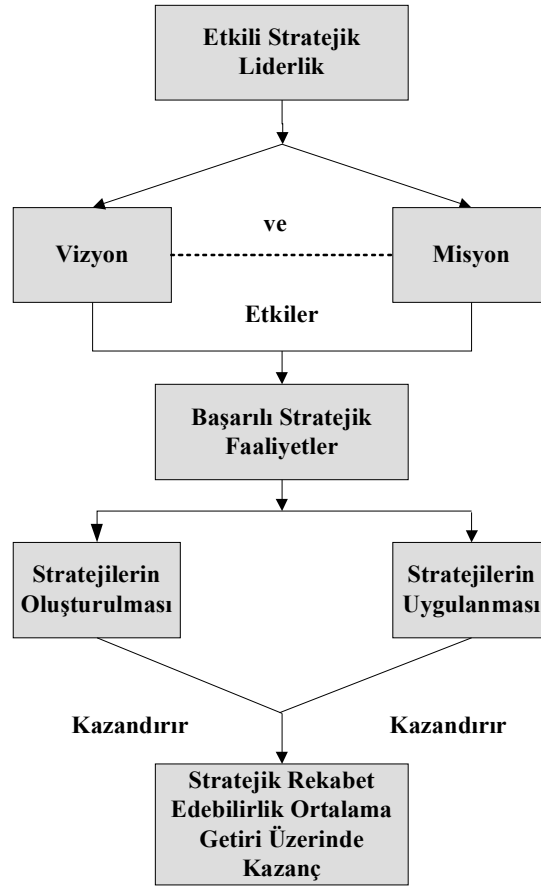 Etkili Stratejik
Liderlik
ve
Vizyon
Misyon
Etkiler
Başarılı Stratejik
Faaliyetler
Stratejilerin
Oluşturulması
Stratejilerin
Uygulanması
Kazandırır
Kazandırır
Stratejik Rekabet
Edebilirlik Ortalama
Getiri Üzerinde
Kazanç